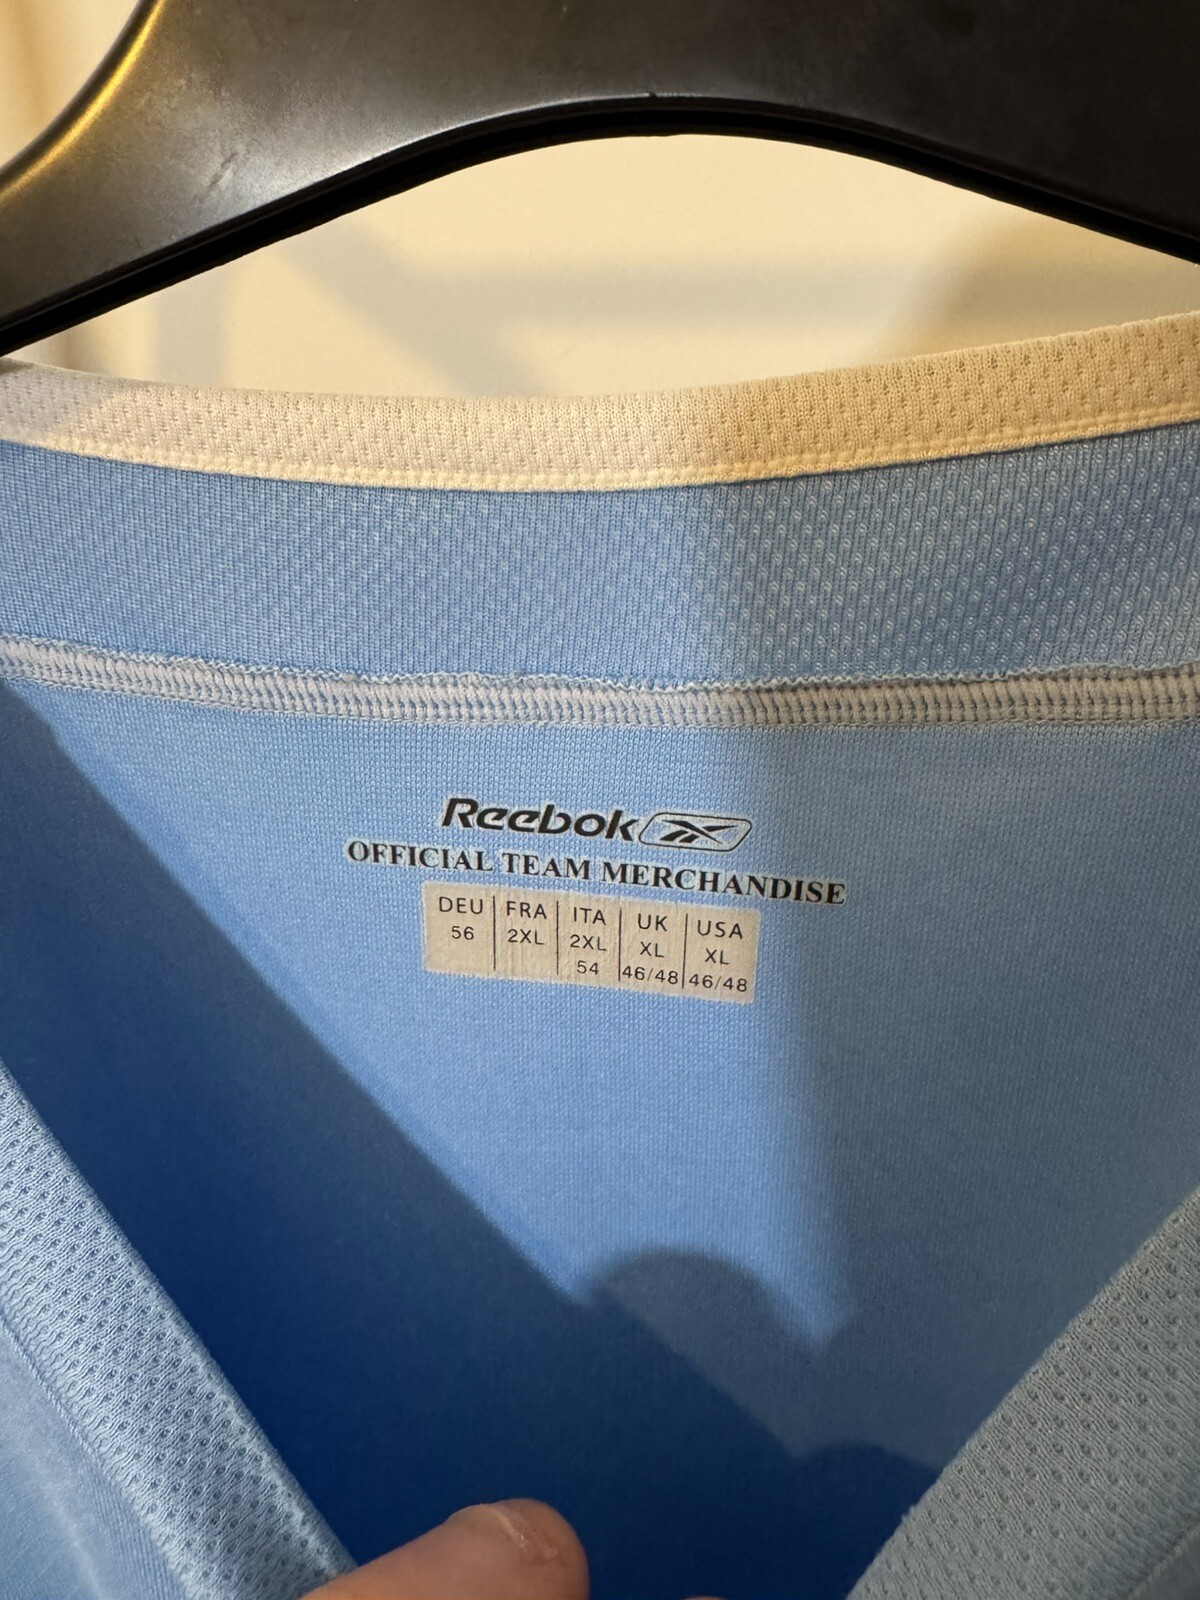 Reebok
OFFICIAL TEAM MERCHANDISE
DEU FRA ITA UK USA
56 2XL 2XL XL XL
54 46/48 46/48